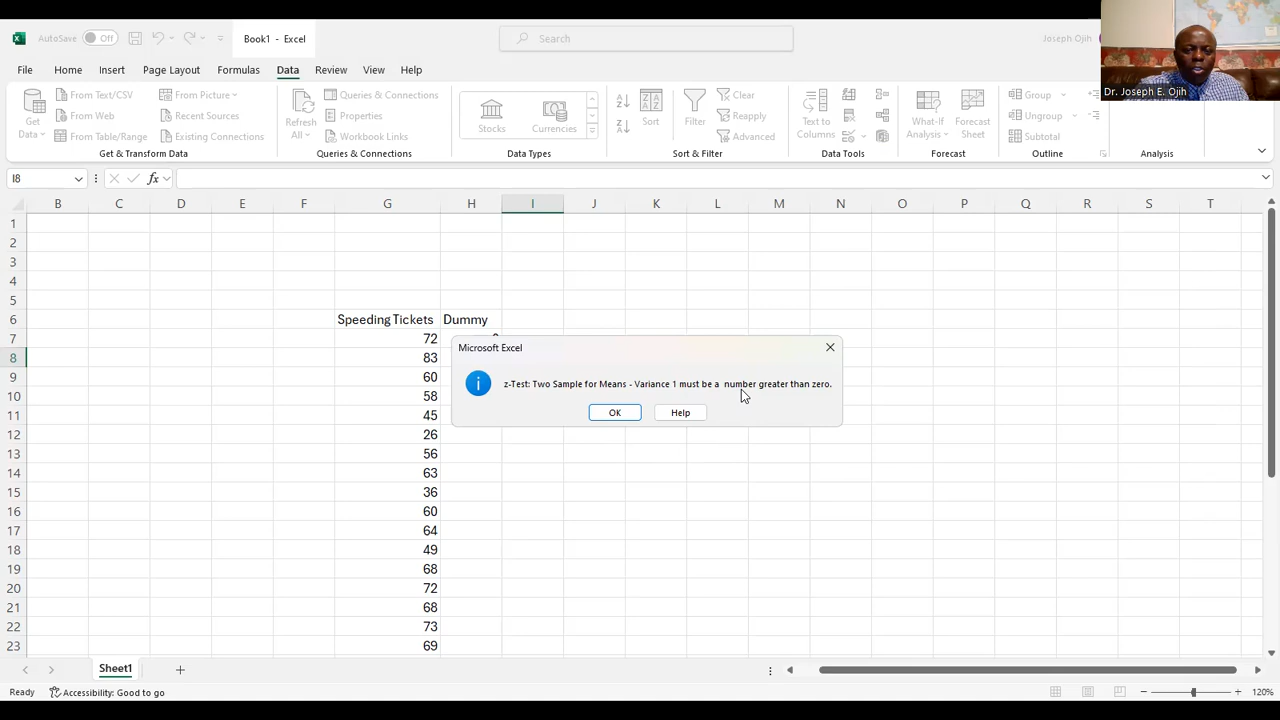 AutoSave Off Book1 - Excel Search Joseph Ojih
File Home Insert Page Layout Formulas Data Review View Help
Dr. Joseph E. Ojih
Get Data From Text/CSV From Picture Refresh All Queries & Connections Stocks Currencies Sort Filter Clear Text to Columns What-If Analysis Forecast Sheet Group
From Web Recent Sources Properties Reapply Ungroup
From Table/Range Existing Connections Workbook Links Advanced Subtotal
Get & Transform Data Queries & Connections Data Types Sort & Filter Data Tools Forecast Outline Analysis
I8 fx
B C D E F G H I J K L M N O P Q R S T
1
2
3
4
5
6 Speeding Tickets Dummy
7 72
8 83
9 60
10 58
11 45
12 26
13 56
14 63
15 36
16 60
17 64
18 49
19 68
20 72
21 68
22 73
23 69
Microsoft Excel
z-Test: Two Sample for Means - Variance 1 must be a number greater than zero.
OK Help
Sheet1
Ready Accessibility: Good to go 120%